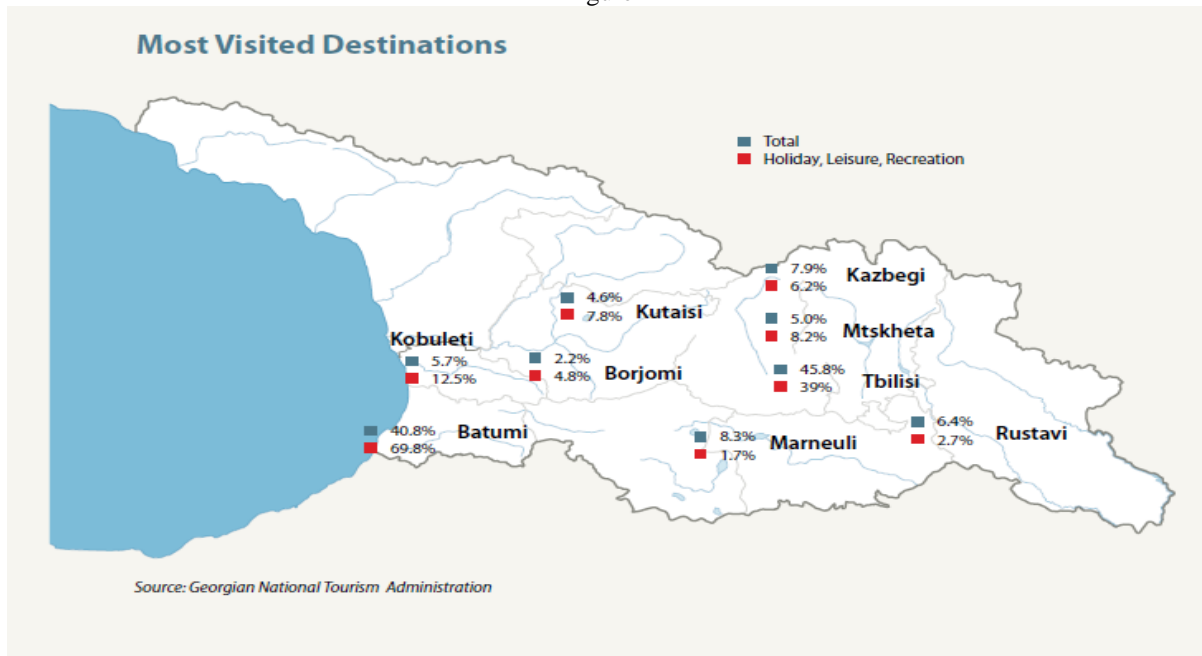 Most Visited Destinations
Total
Holiday, Leisure, Recreation
7.9%
6.2%
Kazbegi
4.6%
7.8%
Kutaisi
5.0%
8.2%
Mtskheta
Kobuleti
5.7%
12.5%
2.2%
4.8%
Borjomi
45.8%
39%
Tbilisi
40.8%
69.8%
Batumi
8.3%
1.7%
Marneuli
6.4%
2.7%
Rustavi
Source: Georgian National Tourism Administration